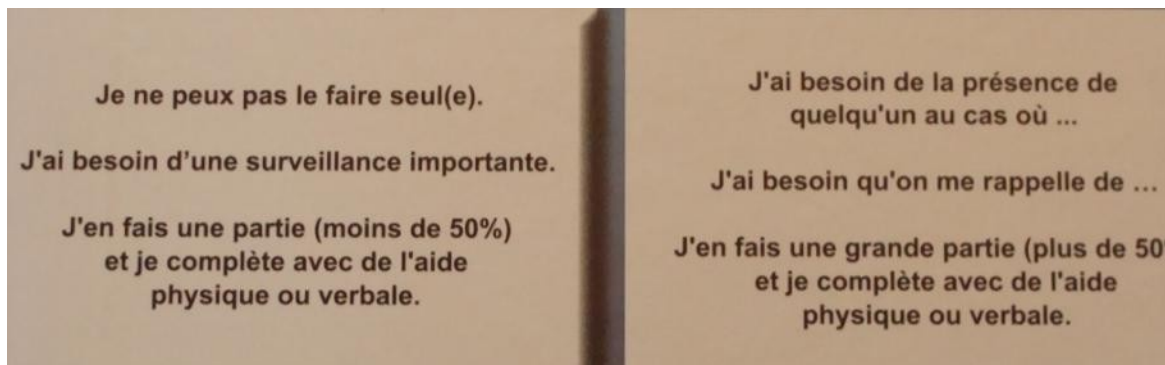 Je ne peux pas le faire seul(e).
J'ai besoin d'une surveillance importante.
J'en fais une partie (moins de 50%)
et je complète avec de l'aide
physique ou verbale.
J'ai besoin de la présence de
quelqu'un au cas où ...
J'ai besoin qu'on me rappelle de ...
J'en fais une grande partie (plus de 50
et je complète avec de l'aide
physique ou verbale.